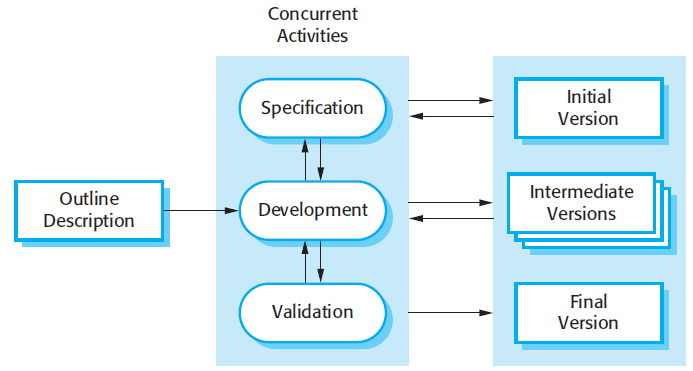 Concurrent
Activities
Specification
Initial
Version
Outline
Description
Development
Intermediate
Versions
Validation
Final
Version